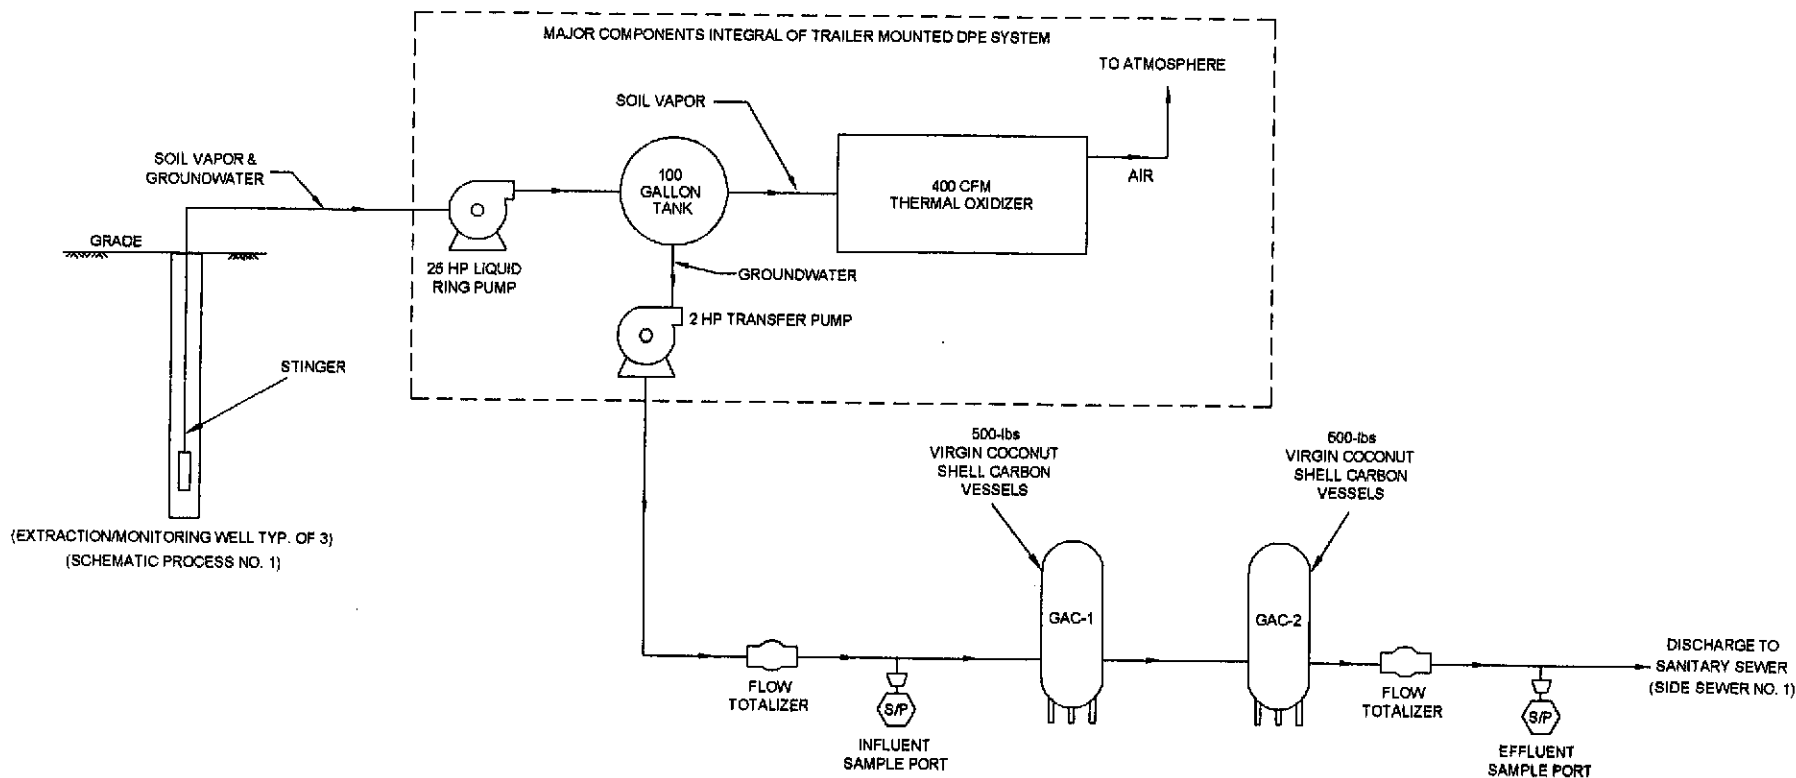 MAJOR COMPONENTS INTEGRAL OF TRAILER MOUNTED DPE SYSTEM
TO ATMOSPHERE
SOIL VAPOR
SOIL VAPOR &
GROUNDWATER
100
GALLON
TANK
400 CFM
THERMAL OXIDIZER
AIR
GRADE
25 HP LIQUID
RING PUMP
GROUNDWATER
2 HP TRANSFER PUMP
STINGER
(EXTRACTION/MONITORING WELL TYP. OF 3)
(SCHEMATIC PROCESS NO. 1)
500-lbs
VIRGIN COCONUT
SHELL CARBON
VESSELS
500-lbs
VIRGIN COCONUT
SHELL CARBON
VESSELS
GAC-1
GAC-2
FLOW
TOTALIZER
S/P
INFLUENT
SAMPLE PORT
FLOW
TOTALIZER
S/P
EFFLUENT
SAMPLE PORT
DISCHARGE TO
SANITARY SEWER
(SIDE SEWER NO. 1)